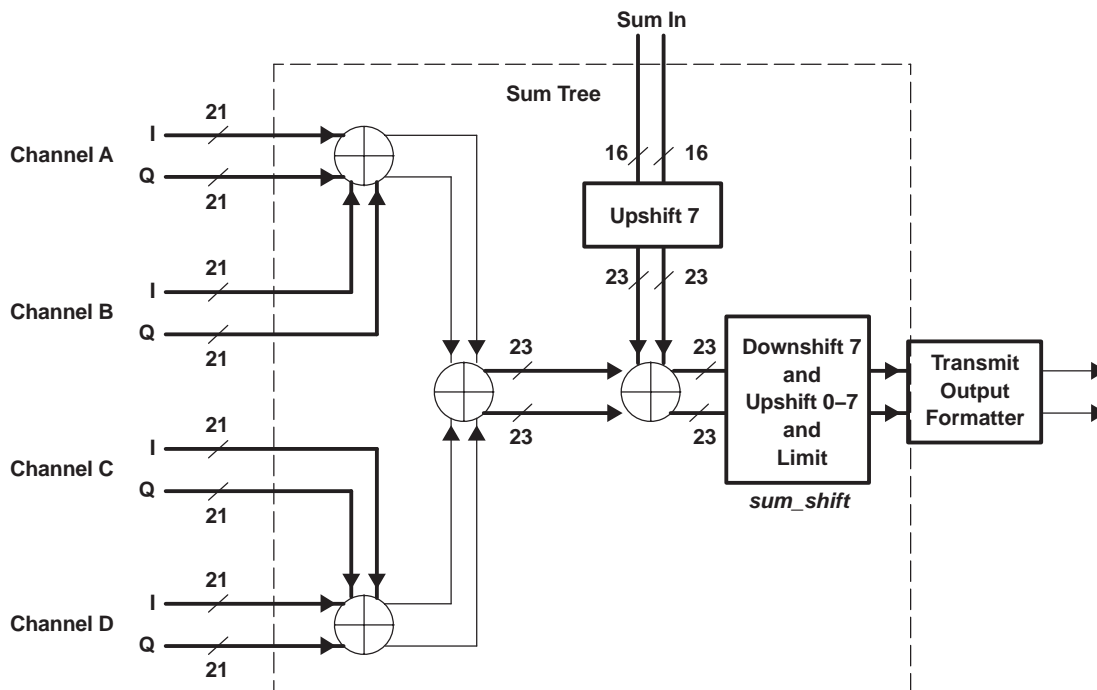 Sum In
Sum Tree
16 16
Upshift 7
23 23
21
I
Channel A
Q
21
21
I
Channel B
Q
21
23
23
23
23
Downshift 7
and
Upshift 0–7
and
Limit
sum_shift
Transmit
Output
Formatter
21
I
Channel C
Q
21
21
I
Channel D
Q
21